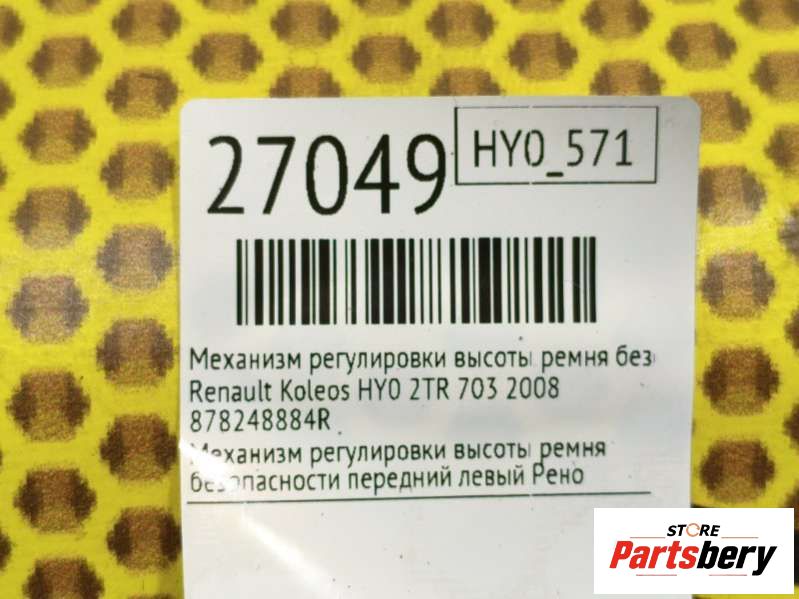 27049
HY0_571
Механизм регулировки высоты ремня без
Renault Koleos HY0 2TR 703 2008
878248884R
Механизм регулировки высоты ремня
безопасности передний левый Рено
STORE
Partsbery